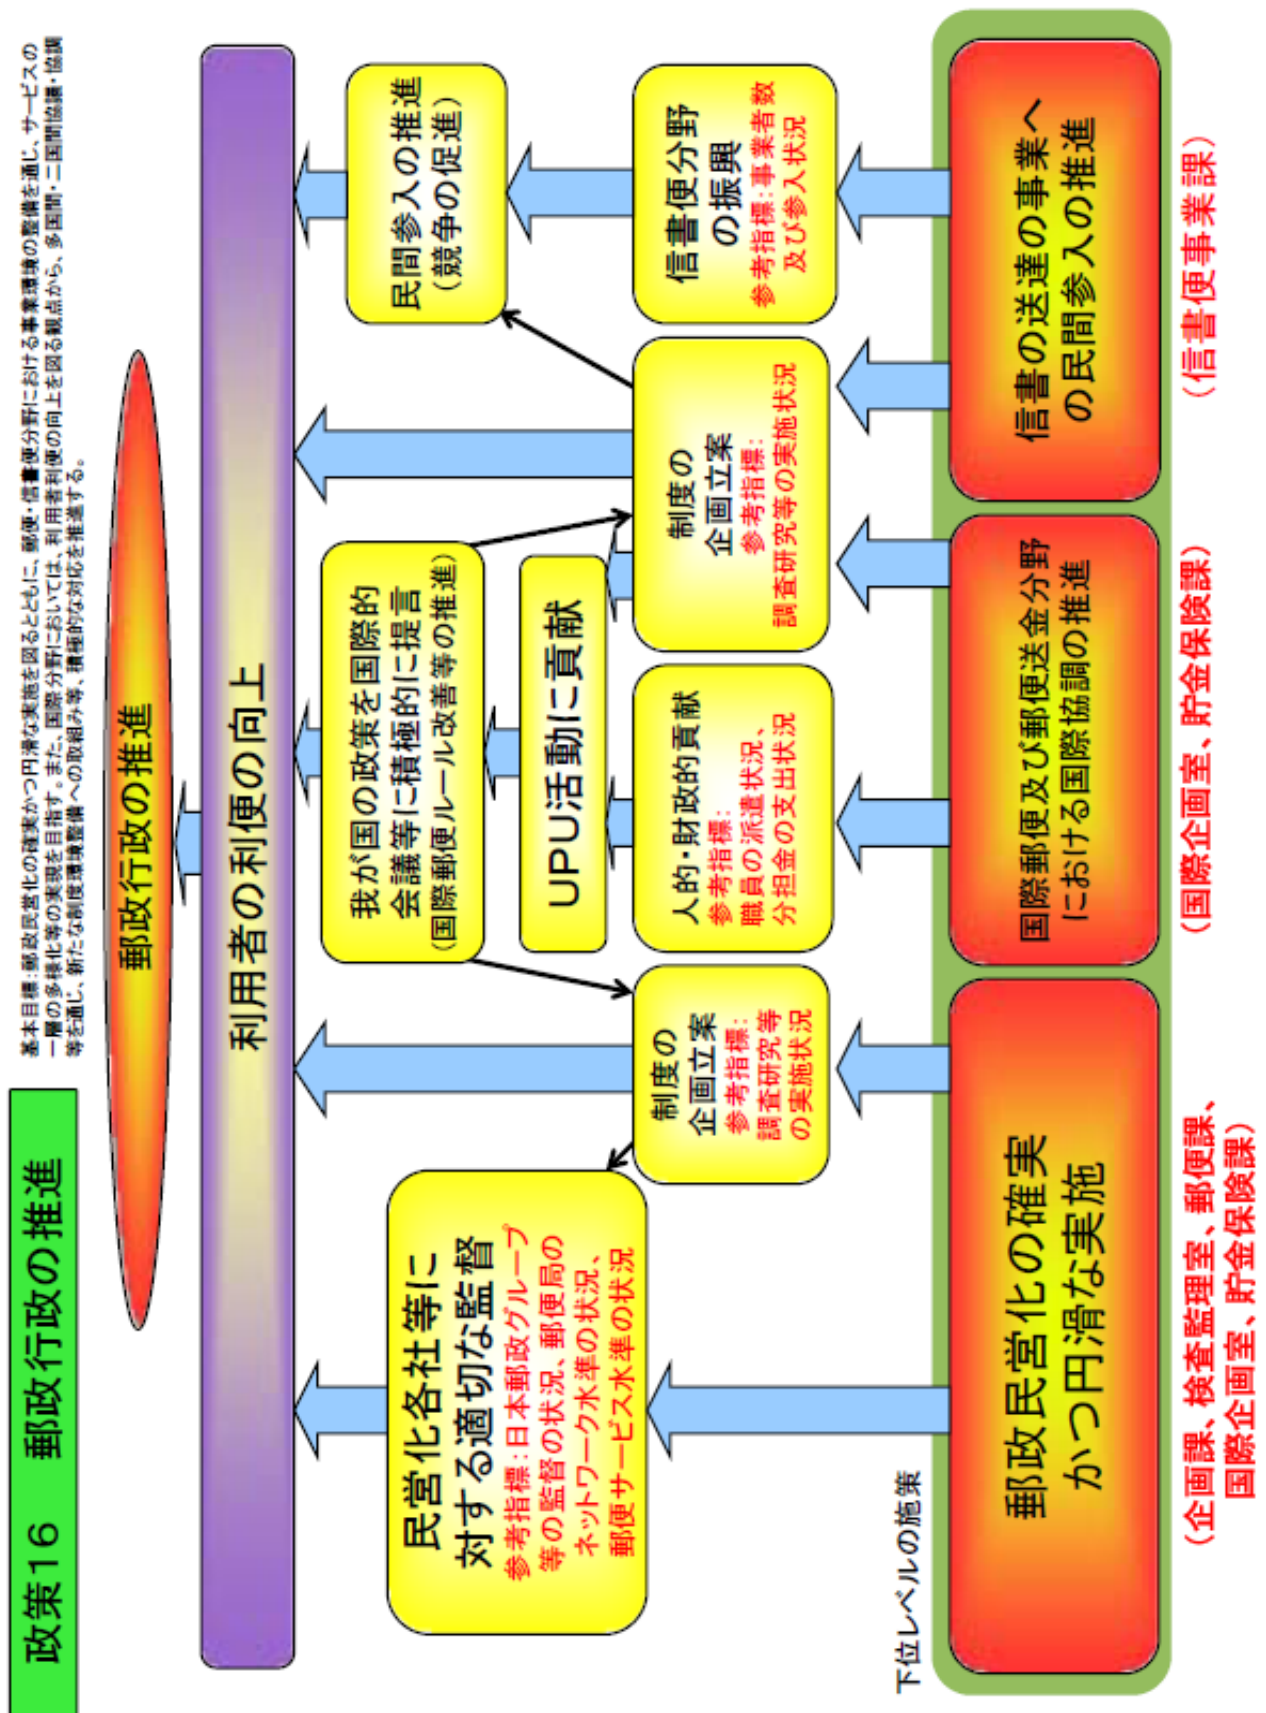 政策16 郵政行政の推進
基本目標:郵政民営化の確実かつ円滑な実施を図るとともに、郵便・信書便分野における事業環境の整備を通じ、サービスの
一層の多様化等の実現を目指す。また、国際分野においては、利用者利便の向上を図る観点から、多国間・二国間協議・協調
等を通じ、新たな制度環境整備への取組み等、積極的な対応を推進する。
郵政行政の推進
利用者の利便の向上
民営化各社等に
対する適切な監督
参考指標:日本郵政グループ
等の監督の状況、郵便局の
ネットワーク水準の状況、
郵便サービス水準の状況
制度の
企画立案
参考指標:
調査研究等
の実施状況
我が国の政策を国際的
会議等に積極的に提言
(国際郵便ルール改善等の推進)
UPU活動に貢献
人的・財政的貢献
参考指標:
職員の派遣状況、
分担金の支出状況
制度の
企画立案
参考指標:
調査研究等の実施状況
民間参入の推進
(競争の促進)
信書便分野
の振興
参考指標:事業者数
及び参入状況
下位レベルの施策
郵政民営化の確実
かつ円滑な実施
国際郵便及び郵便送金分野
における国際協調の推進
信書の送達の事業へ
の民間参入の推進
(企画課、検査監理室、郵便課、
国際企画室、貯金保険課)
(国際企画室、貯金保険課)
(信書便事業課)